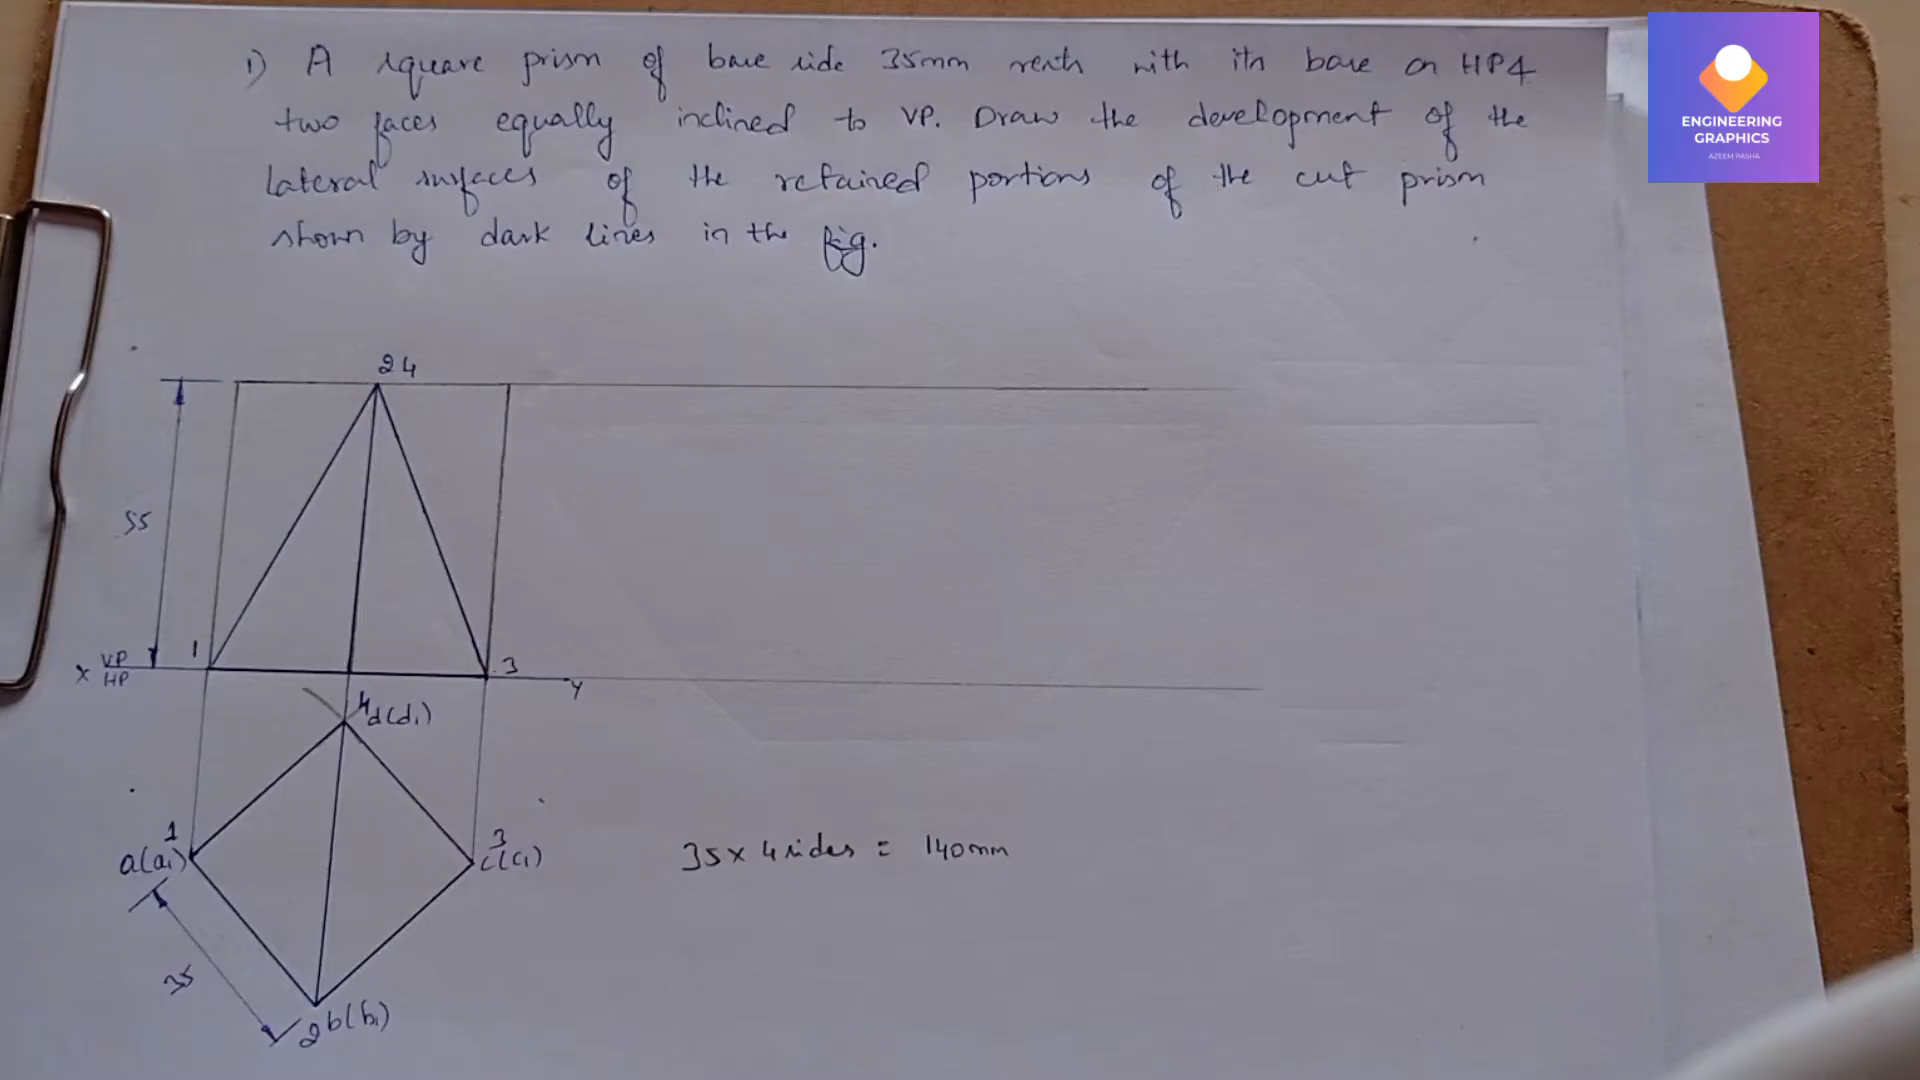 1) A square prism of base side 35mm rests with its base on HP &
two faces equally inclined to VP. Draw the development of the
lateral surfaces of the retained portions of the cut prism
shown by dark lines in the fig.
ENGINEERING
GRAPHICS
AZEEM PASHA
2 4
55
1
X VP
HP
3
Y
4
d(d₁)
1
a(a₁)
3
c(c₁)
35 x 4 sides = 140mm
35
2 b(b₁)